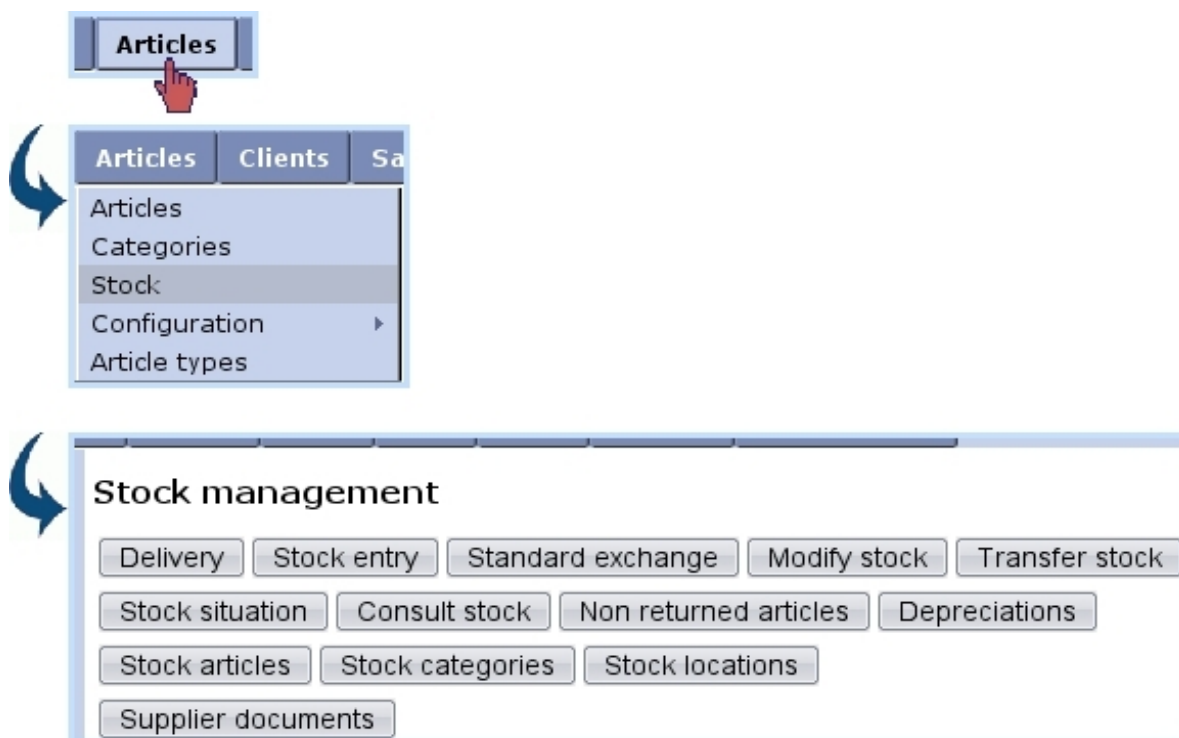 Articles
Articles Clients Sa
Articles
Categories
Stock
Configuration
Article types
Stock management
Delivery Stock entry Standard exchange Modify stock Transfer stock
Stock situation Consult stock Non returned articles Depreciations
Stock articles Stock categories Stock locations
Supplier documents